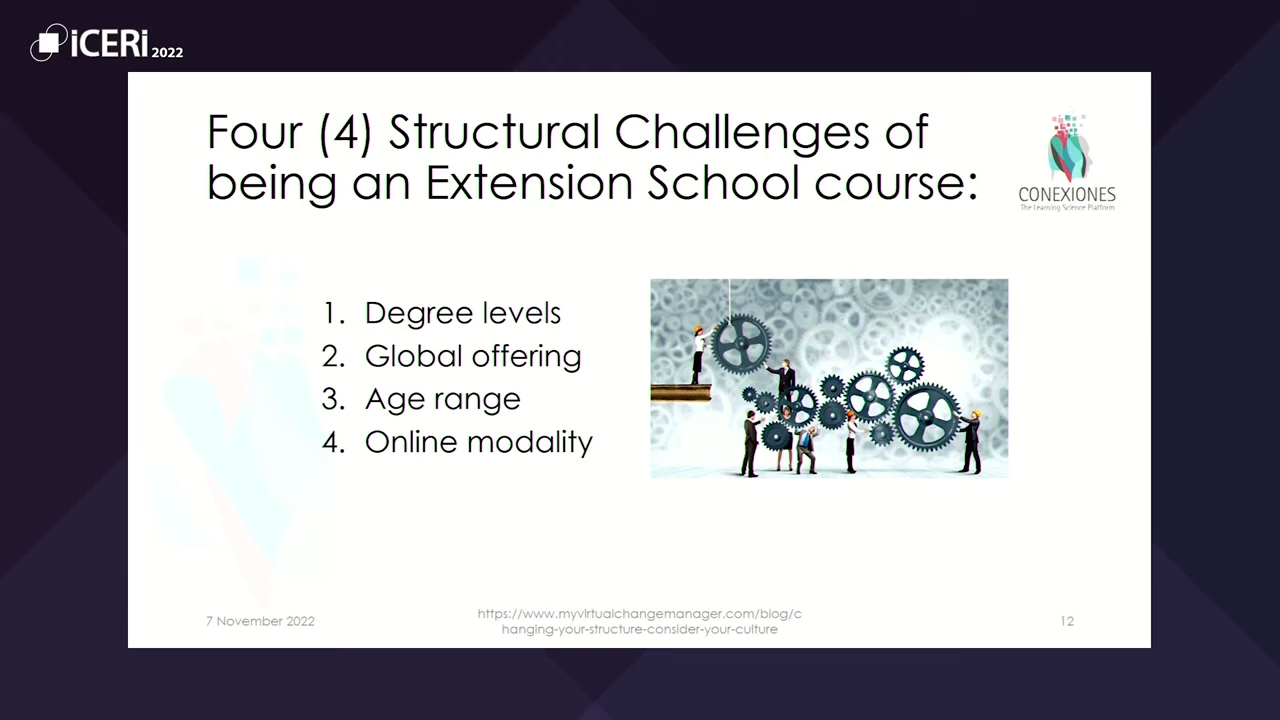 iCERi 2022
Four (4) Structural Challenges of
being an Extension School course:
CONEXIONES
The Learning Science Platform
1. Degree levels
2. Global offering
3. Age range
4. Online modality
7 November 2022
https://www.myvirtualchangemanager.com/blog/c
hanging-your-structure-consider-your-culture
12